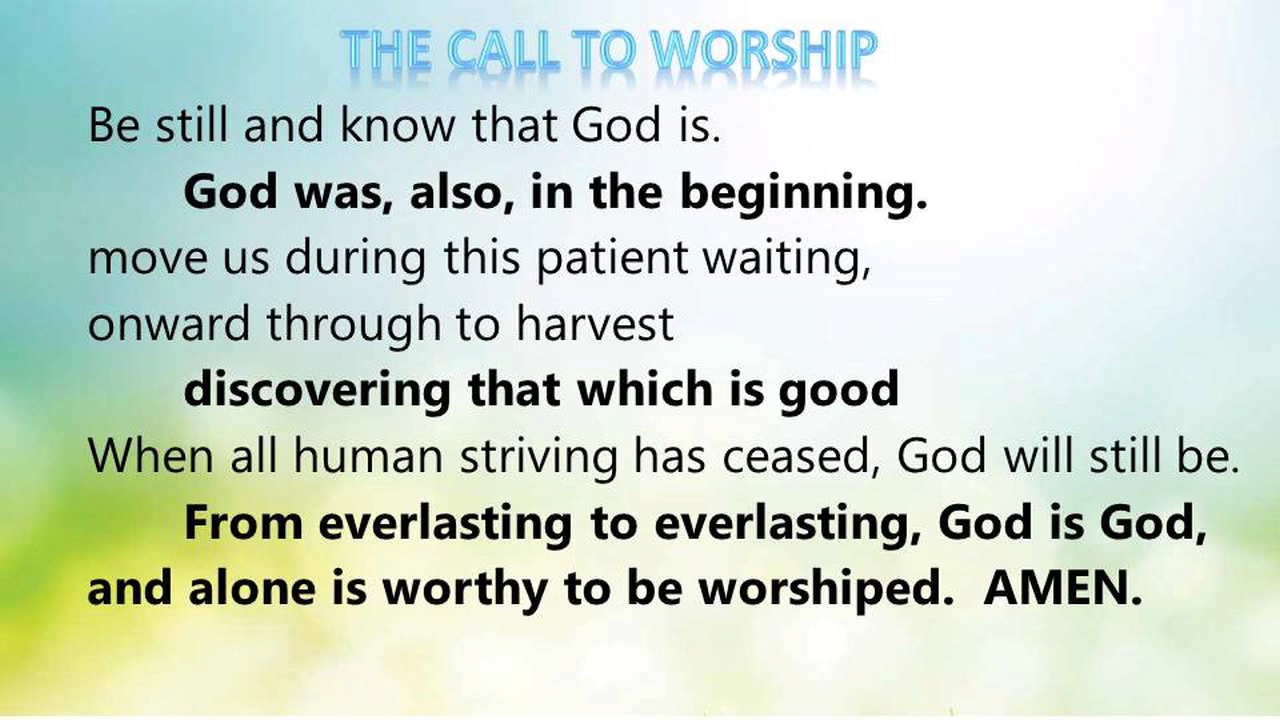 THE CALL TO WORSHIP
Be still and know that God is.
God was, also, in the beginning.
move us during this patient waiting,
onward through to harvest
discovering that which is good
When all human striving has ceased, God will still be.
From everlasting to everlasting, God is God,
and alone is worthy to be worshiped.  AMEN.